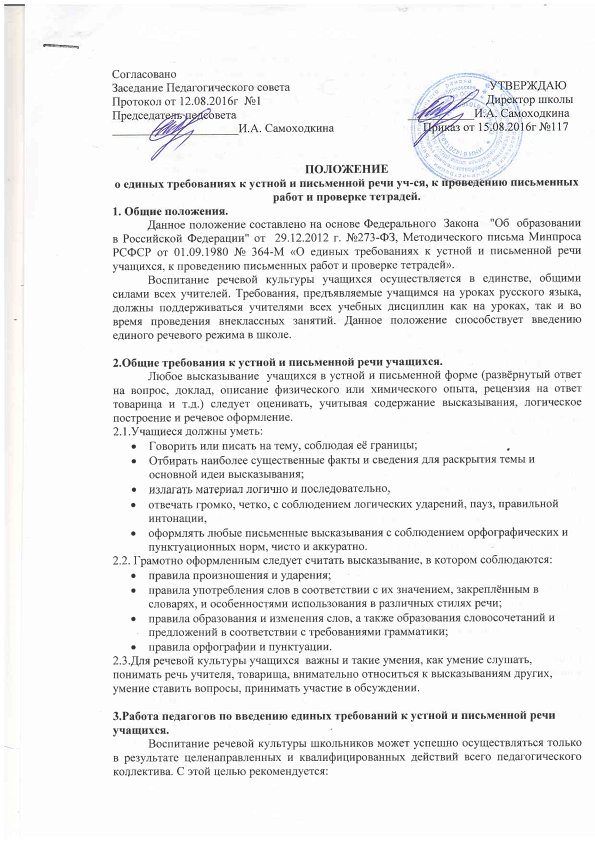 Согласовано
Заседание Педагогического совета
Протокол от 12.08.2016г №1
Председатель педсовета
____________________И.А. Самоходкина
УТВЕРЖДАЮ
Директор школы
___________И.А. Самоходкина
Приказ от 15.08.2016г №117
ПОЛОЖЕНИЕ
о единых требованиях к устной и письменной речи уч-ся, к проведению письменных
работ и проверке тетрадей.
1. Общие положения.
Данное положение составлено на основе Федерального Закона "Об образовании
в Российской Федерации" от 29.12.2012 г. №273-ФЗ, Методического письма Минпроса
РСФСР от 01.09.1980 № 364-М «О единых требованиях к устной и письменной речи
учащихся, к проведению письменных работ и проверке тетрадей».
Воспитание речевой культуры учащихся осуществляется в единстве, общими
силами всех учителей. Требования, предъявляемые учащимся на уроках русского языка,
должны поддерживаться учителями всех учебных дисциплин как на уроках, так и во
время проведения внеклассных занятий. Данное положение способствует введению
единого речевого режима в школе.
2.Общие требования к устной и письменной речи учащихся.
Любое высказывание учащихся в устной и письменной форме (развёрнутый ответ
на вопрос, доклад, описание физического или химического опыта, рецензия на ответ
товарища и т.д.) следует оценивать, учитывая содержание высказывания, логическое
построение и речевое оформление.
2.1.Учащиеся должны уметь:
• Говорить или писать на тему, соблюдая её границы;
• Отбирать наиболее существенные факты и сведения для раскрытия темы и
основной идеи высказывания;
• излагать материал логично и последовательно,
• отвечать громко, четко, с соблюдением логических ударений, пауз, правильной
интонации,
• оформлять любые письменные высказывания с соблюдением орфографических и
пунктуационных норм, чисто и аккуратно.
2.2. Грамотно оформленным следует считать высказывание, в котором соблюдаются:
• правила произношения и ударения;
• правила употребления слов в соответствии с их значением, закреплённым в
словарях, и особенностями использования в различных стилях речи;
• правила образования и изменения слов, а также образования словосочетаний и
предложений в соответствии с требованиями грамматики;
• правила орфографии и пунктуации.
2.3.Для речевой культуры учащихся важны и такие умения, как умение слушать,
понимать речь учителя, товарища, внимательно относиться к высказываниям других,
умение ставить вопросы, принимать участие в обсуждении.
3.Работа педагогов по введению единых требований к устной и письменной речи
учащихся.
Воспитание речевой культуры школьников может успешно осуществляться только
в результате целенаправленных и квалифицированных действий всего педагогического
коллектива. С этой целью рекомендуется: